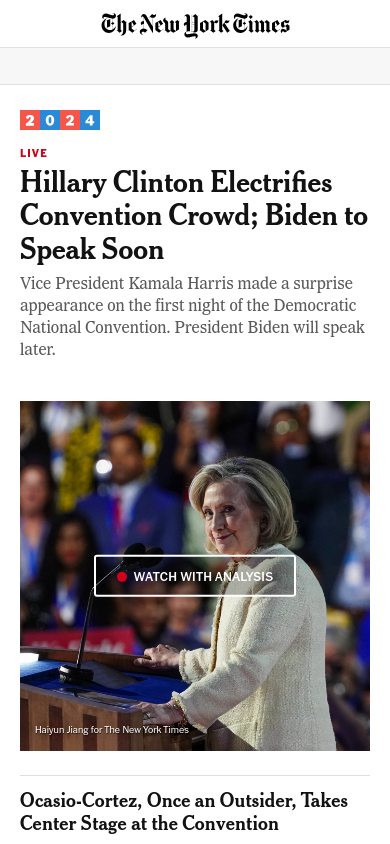 The New York Times
2024
LIVE
Hillary Clinton Electrifies
Convention Crowd; Biden to
Speak Soon
Vice President Kamala Harris made a surprise
appearance on the first night of the Democratic
National Convention. President Biden will speak
later.
WATCH WITH ANALYSIS
Haiyun Jiang for The New York Times
Ocasio-Cortez, Once an Outsider, Takes
Center Stage at the Convention